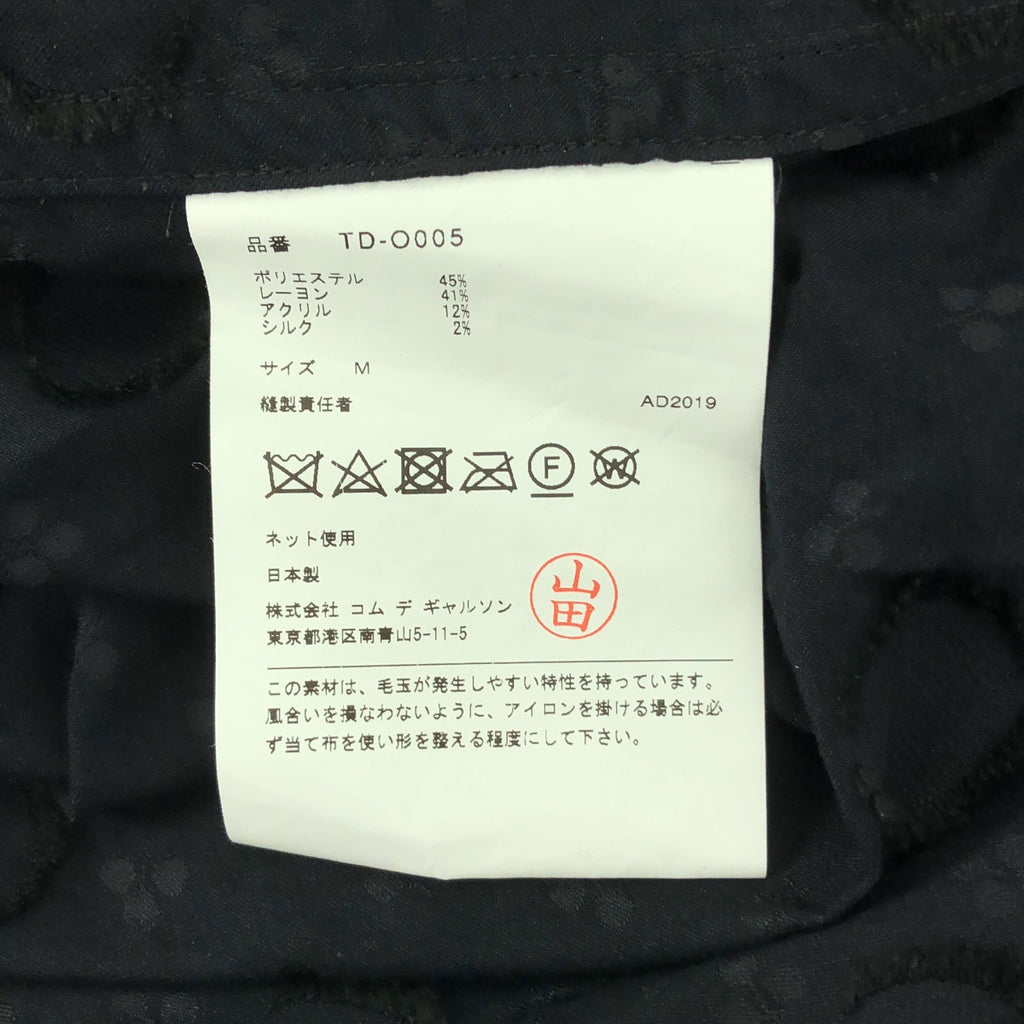 品番 TD-O005
ポリエステル 45%
レーヨン 41%
アクリル 12%
シルク 2%
サイズ M
縫製責任者 AD2019
F W
ネット使用
日本製
山田
株式会社 コム デ ギャルソン
東京都港区南青山5-11-5
この素材は、毛玉が発生しやすい特性を持っています。
風合いを損なわないように、アイロンを掛ける場合は必
ず当て布を使い形を整える程度にして下さい。